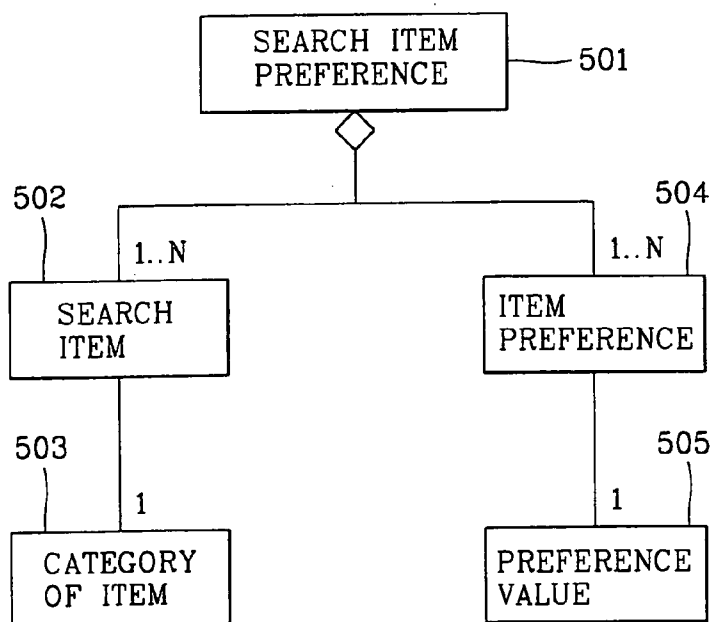 SEARCH ITEM
PREFERENCE
501
502
504
1..N
1..N
SEARCH
ITEM
ITEM
PREFERENCE
503
505
1
1
CATEGORY
OF ITEM
PREFERENCE
VALUE